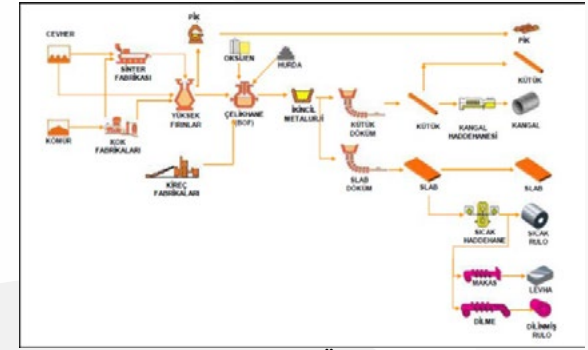 CEVHER
SİNTER
FABRİKASI
KÖMÜR
KOK
FABRİKALARI
PİK
YÜKSEK
FIRINLAR
KİREÇ
FABRİKALARI
OKSİJEN
HURDA
ÇELİKHANE
(BOF)
İKİNCİL
METALURJİ
KÜTÜK
DÖKÜM
SLAB
DÖKÜM
KÜTÜK
KANGAL
HADDEHANESİ
SLAB
SICAK
HADDEHANE
MAKAS
DİLME
PİK
KÜTÜK
KANGAL
SLAB
SICAK
RULO
LEVHA
DİLİNMİŞ
RULO